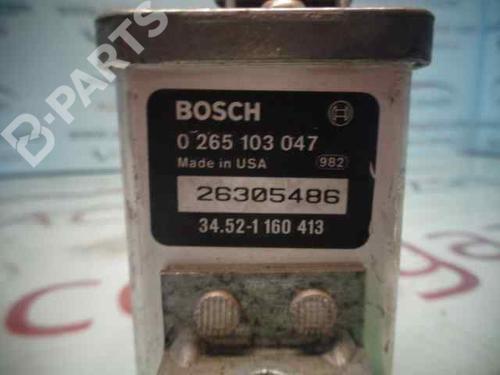 B-PARTS
BOSCH
0 265 103 047
Made in USA 982
26305486
34.52-1 160 413